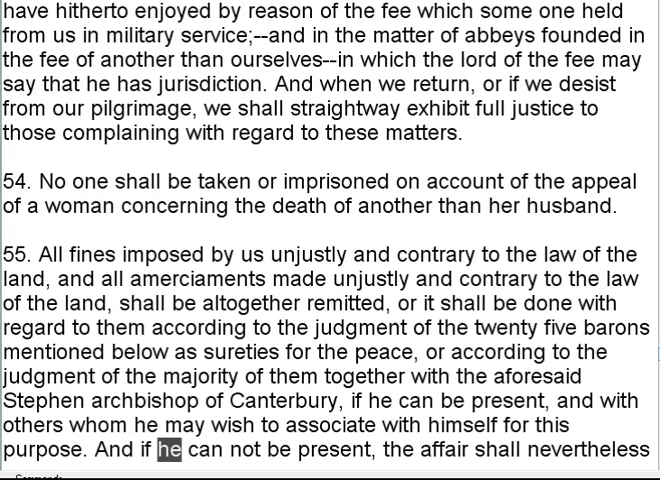 have hitherto enjoyed by reason of the fee which some one held
from us in military service;--and in the matter of abbeys founded in
the fee of another than ourselves--in which the lord of the fee may
say that he has jurisdiction. And when we return, or if we desist
from our pilgrimage, we shall straightway exhibit full justice to
those complaining with regard to these matters.
54. No one shall be taken or imprisoned on account of the appeal
of a woman concerning the death of another than her husband.
55. All fines imposed by us unjustly and contrary to the law of the
land, and all amerciaments made unjustly and contrary to the law
of the land, shall be altogether remitted, or it shall be done with
regard to them according to the judgment of the twenty five barons
mentioned below as sureties for the peace, or according to the
judgment of the majority of them together with the aforesaid
Stephen archbishop of Canterbury, if he can be present, and with
others whom he may wish to associate with himself for this
purpose. And if he can not be present, the affair shall nevertheless